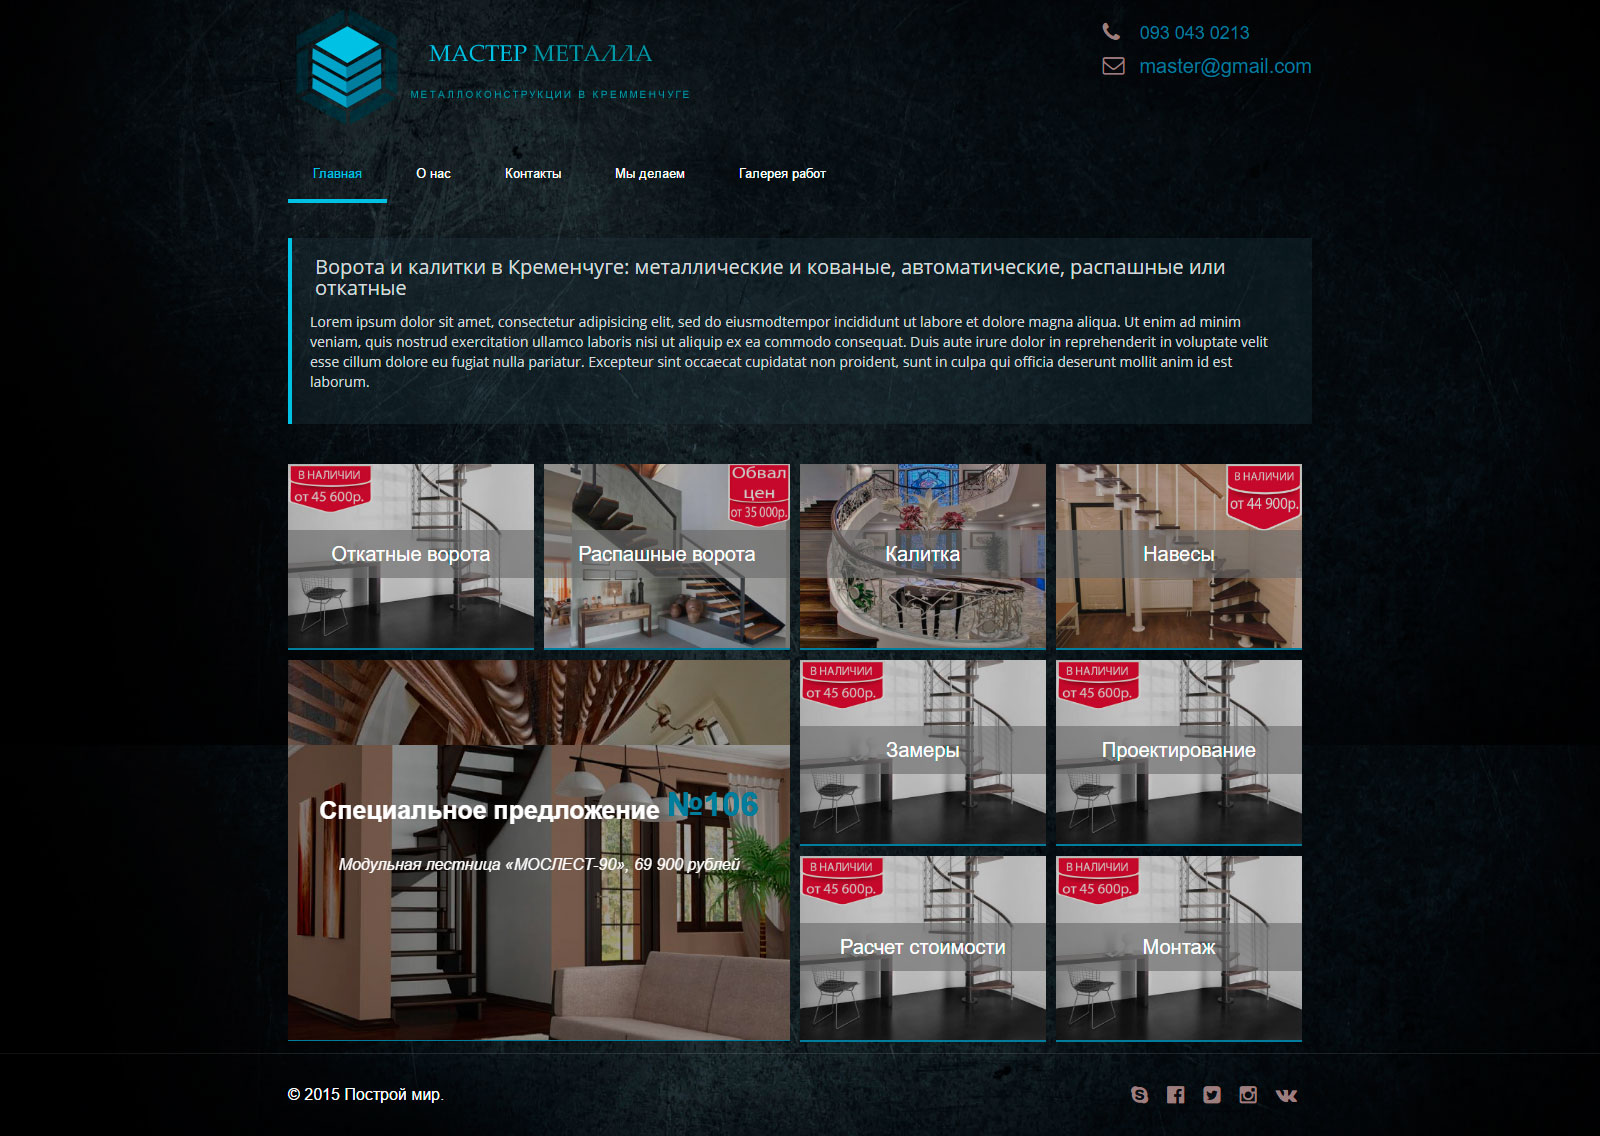 МАСТЕР МЕТАЛЛА
МЕТАЛЛОКОНСТРУКЦИИ В КРЕММЕНЧУГЕ
093 043 0213
master@gmail.com
Главная О нас Контакты Мы делаем Галерея работ
Ворота и калитки в Кременчуге: металлические и кованые, автоматические, распашные или
откатные
Lorem ipsum dolor sit amet, consectetur adipisicing elit, sed do eiusmodtempor incididunt ut labore et dolore magna aliqua. Ut enim ad minim
veniam, quis nostrud exercitation ullamco laboris nisi ut aliquip ex ea commodo consequat. Duis aute irure dolor in reprehenderit in voluptate velit
esse cillum dolore eu fugiat nulla pariatur. Excepteur sint occaecat cupidatat non proident, sunt in culpa qui officia deserunt mollit anim id est
laborum.
В НАЛИЧИИ
от 45 600р.
Откатные ворота
Обвал
цен
от 35 000р.
Распашные ворота
Калитка
В НАЛИЧИИ
от 44 900р.
Навесы
Специальное предложение №106
Модульная лестница «МОСЛЕСТ-90», 69 900 рублей
В НАЛИЧИИ
от 45 600р.
Замеры
В НАЛИЧИИ
от 45 600р.
Проектирование
В НАЛИЧИИ
от 45 600р.
Расчет стоимости
В НАЛИЧИИ
от 45 600р.
Монтаж
© 2015 Построй мир.